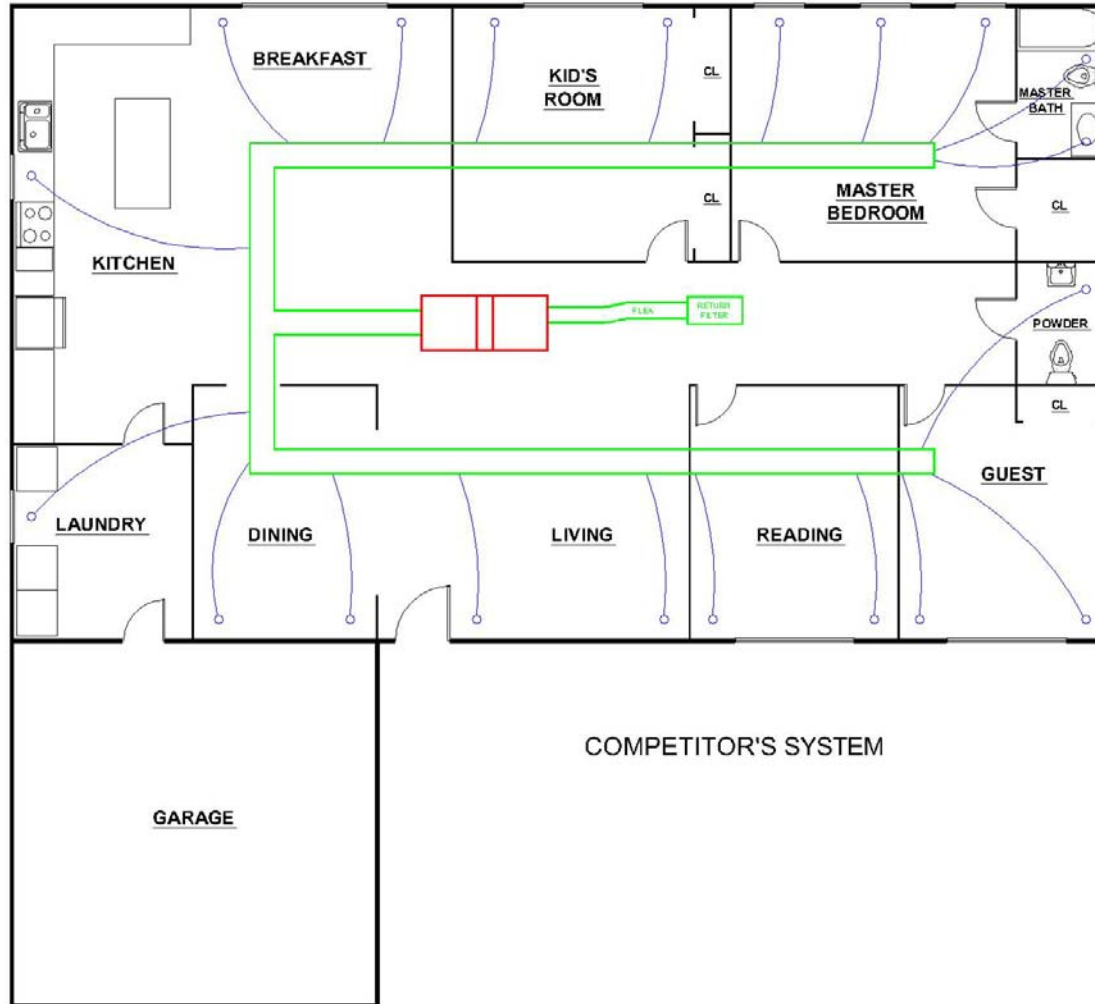 BREAKFAST
KID'S
ROOM
CL
MASTER
BATH
CL
MASTER
BEDROOM
CL
KITCHEN
FLEX
RETURN
FILTER
POWDER
CL
GUEST
LAUNDRY
DINING
LIVING
READING
COMPETITOR'S SYSTEM
GARAGE